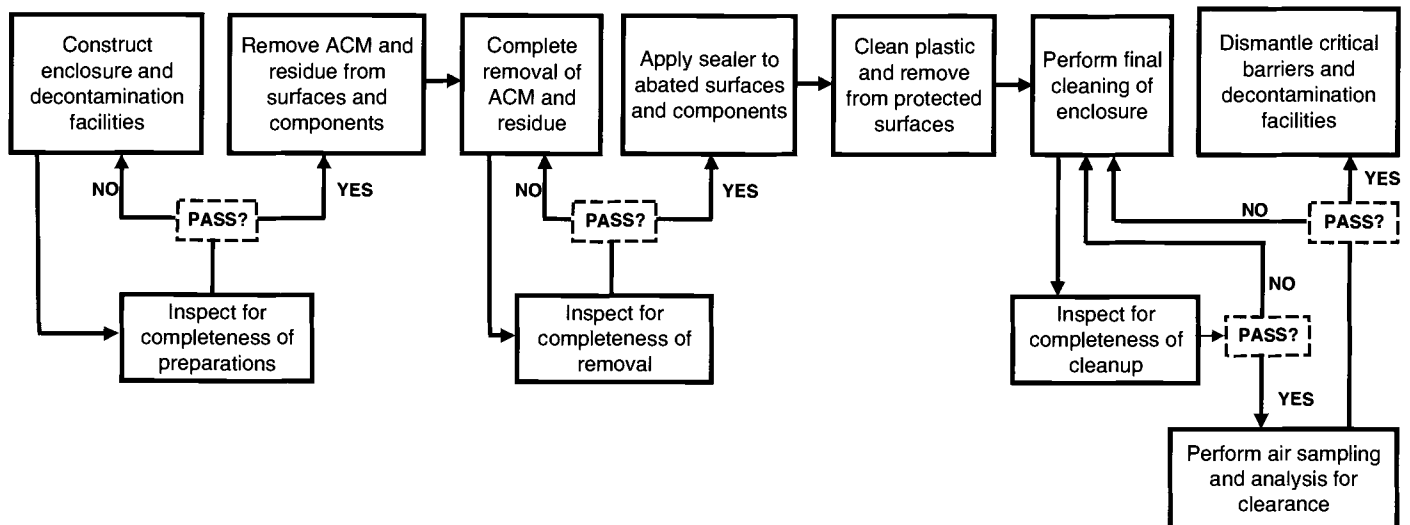 Construct
enclosure and
decontamination
facilities
Remove ACM and
residue from
surfaces and
components
Complete
removal of
ACM and
residue
Apply sealer to
abated surfaces
and components
Clean plastic
and remove
from protected
surfaces
Perform final
cleaning of
enclosure
Dismantle critical
barriers and
decontamination
facilities
NO
PASS?
YES
NO
PASS?
YES
NO
PASS?
YES
Inspect for
completeness of
preparations
Inspect for
completeness of
removal
Inspect for
completeness of
cleanup
NO
PASS?
YES
Perform air sampling
and analysis for
clearance